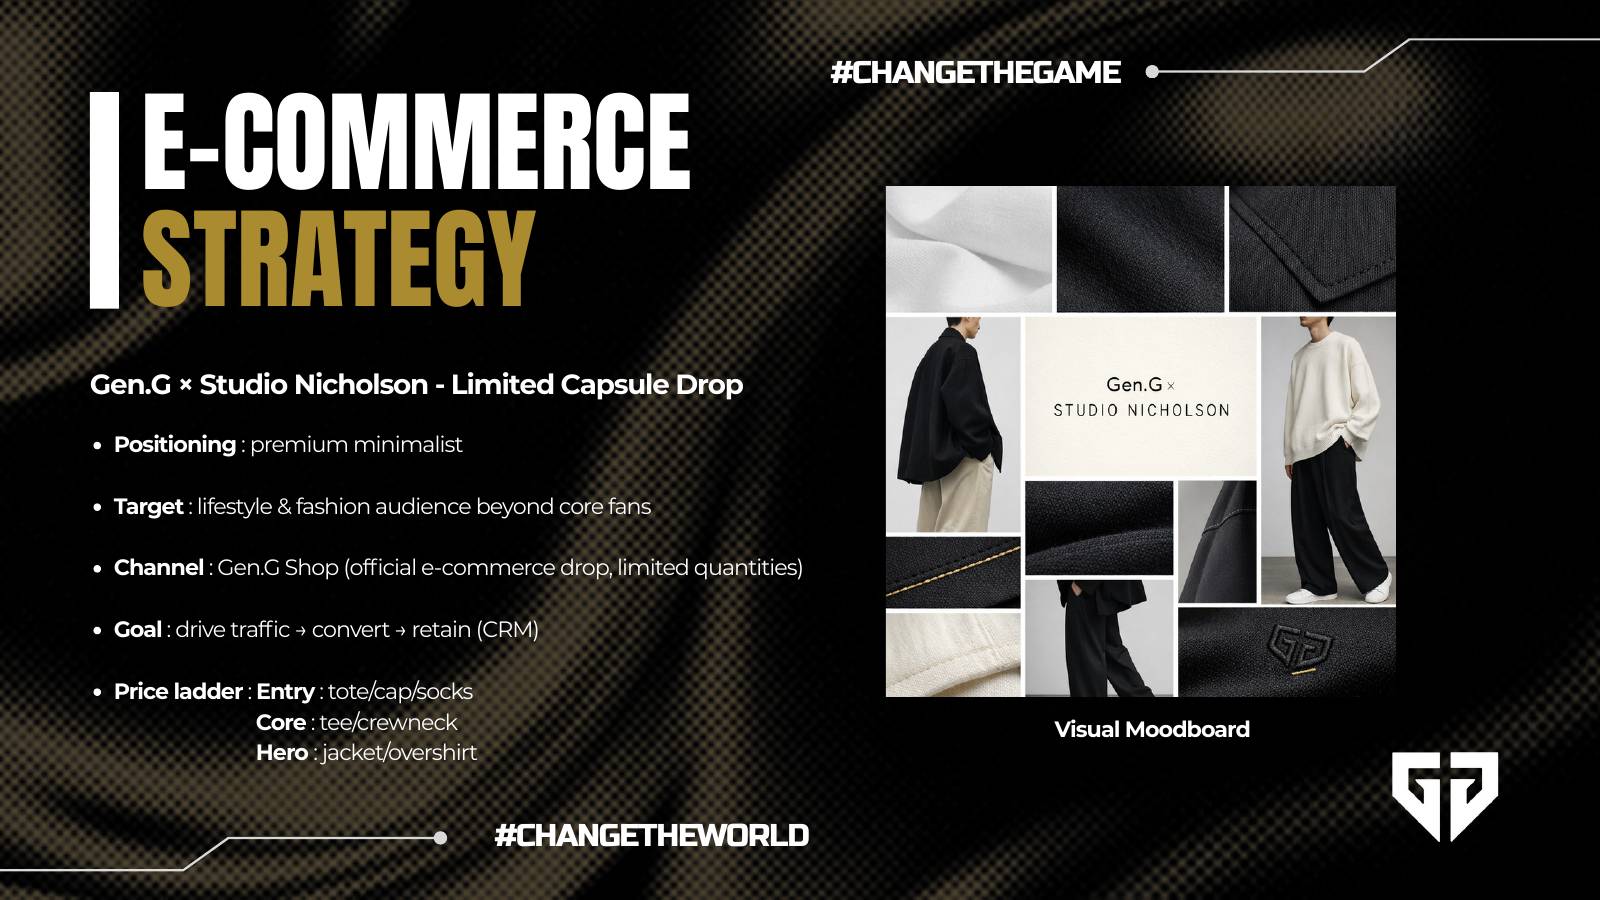 #CHANGETHEGAME
E-COMMERCE
STRATEGY
Gen.G × Studio Nicholson - Limited Capsule Drop
• Positioning : premium minimalist
• Target : lifestyle & fashion audience beyond core fans
• Channel : Gen.G Shop (official e-commerce drop, limited quantities)
• Goal : drive traffic → convert → retain (CRM)
• Price ladder : Entry : tote/cap/socks
Core : tee/crewneck
Hero : jacket/overshirt
Gen.G ×
STUDIO NICHOLSON
Visual Moodboard
#CHANGETHEWORLD